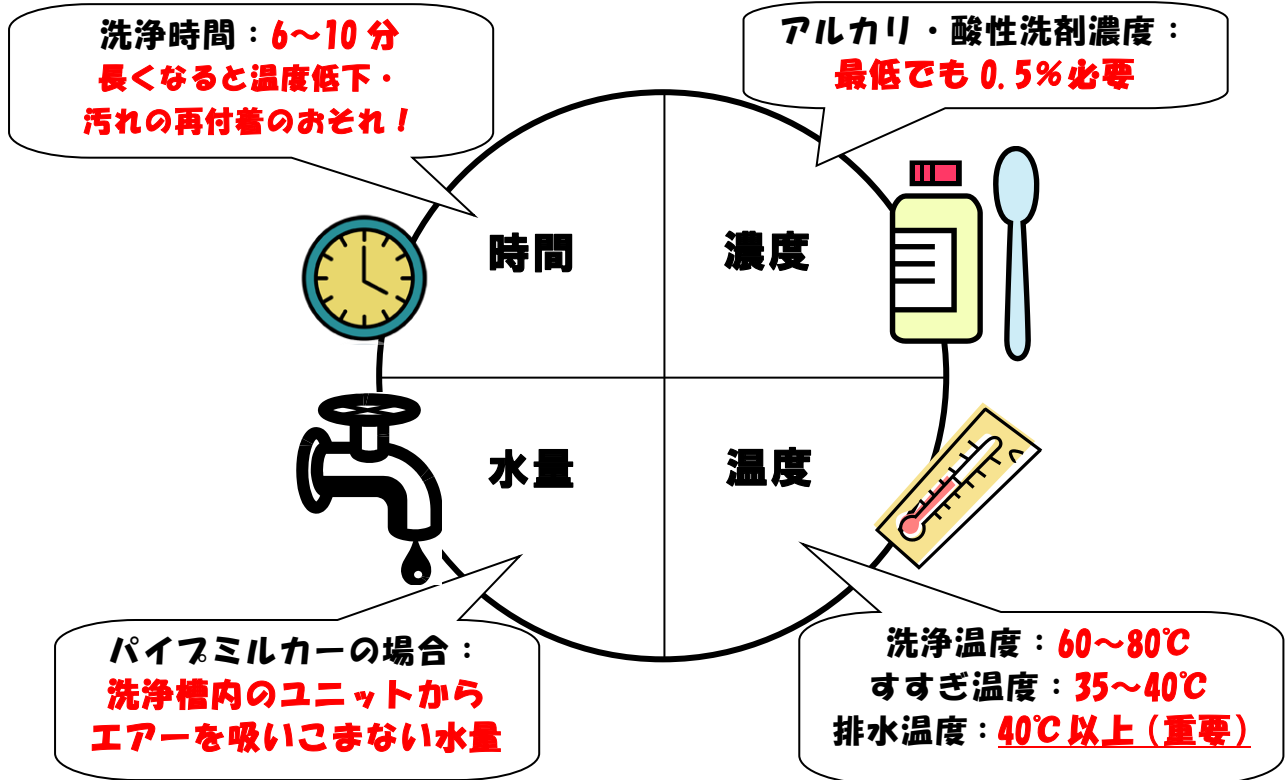 洗浄時間：6～10分
長くなると温度低下・
汚れの再付着のおそれ！
アルカリ・酸性洗剤濃度：
最低でも0.5％必要
時間
濃度
水量
温度
パイプミルカーの場合：
洗浄槽内のユニットから
エアーを吸いこまない水量
洗浄温度：60～80℃
すすぎ温度：35～40℃
排水温度：40℃以上（重要）